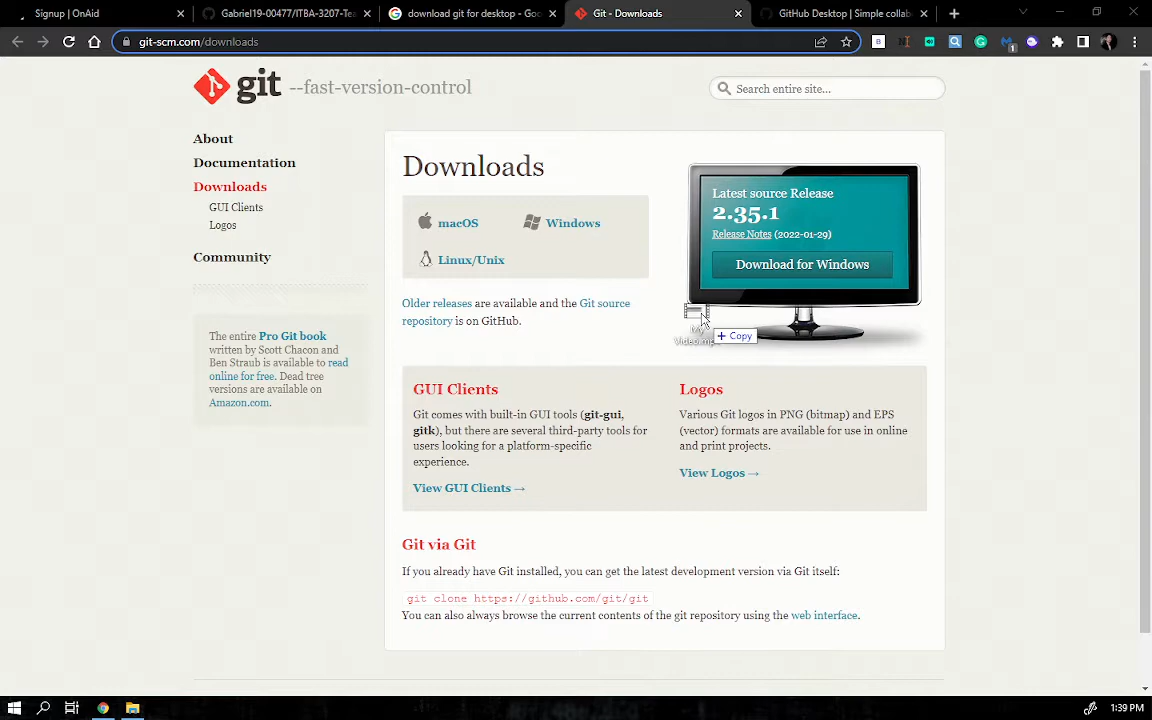 Signup | OnAid
Gabriel19-00477/ITBA-3207-Tea
download git for desktop - Goo
Git - Downloads
GitHub Desktop | Simple collab
git-scm.com/downloads
1
git --fast-version-control
Search entire site...
About
Documentation
Downloads
GUI Clients
Logos
Community
The entire Pro Git book
written by Scott Chacon and
Ben Straub is available to read
online for free. Dead tree
versions are available on
Amazon.com.
Downloads
macOS
Windows
Linux/Unix
Older releases are available and the Git source
repository is on GitHub.
Latest source Release
2.35.1
Release Notes (2022-01-29)
Download for Windows
My
Video.mp
+ Copy
GUI Clients
Git comes with built-in GUI tools (git-gui,
gitk), but there are several third-party tools for
users looking for a platform-specific
experience.
View GUI Clients →
Logos
Various Git logos in PNG (bitmap) and EPS
(vector) formats are available for use in online
and print projects.
View Logos →
Git via Git
If you already have Git installed, you can get the latest development version via Git itself:
git clone https://github.com/git/git
You can also always browse the current contents of the git repository using the web interface.
1:39 PM